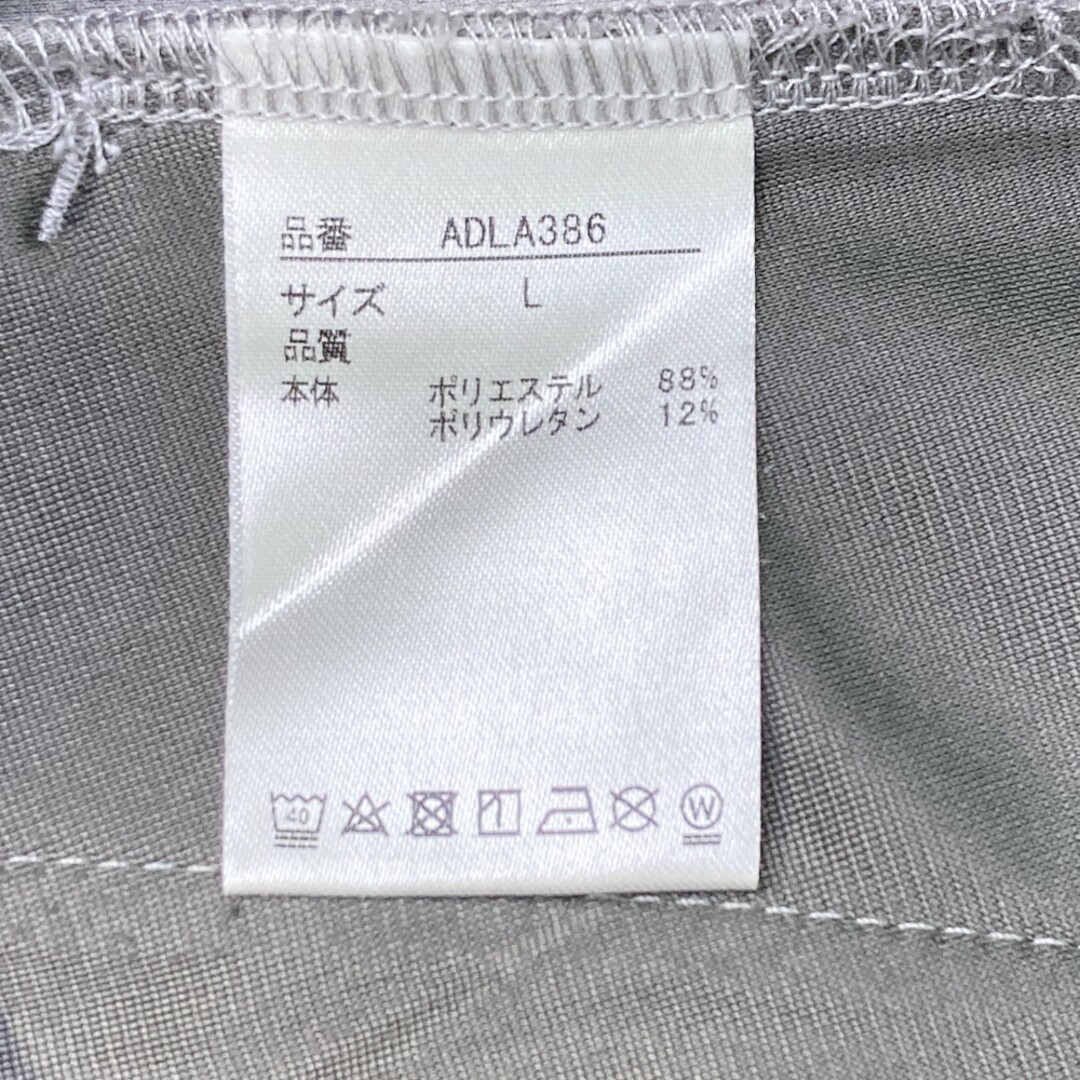 品番 ADLA386
サイズ L
品質
本体 ポリエステル 88%
ポリウレタン 12%
40 W